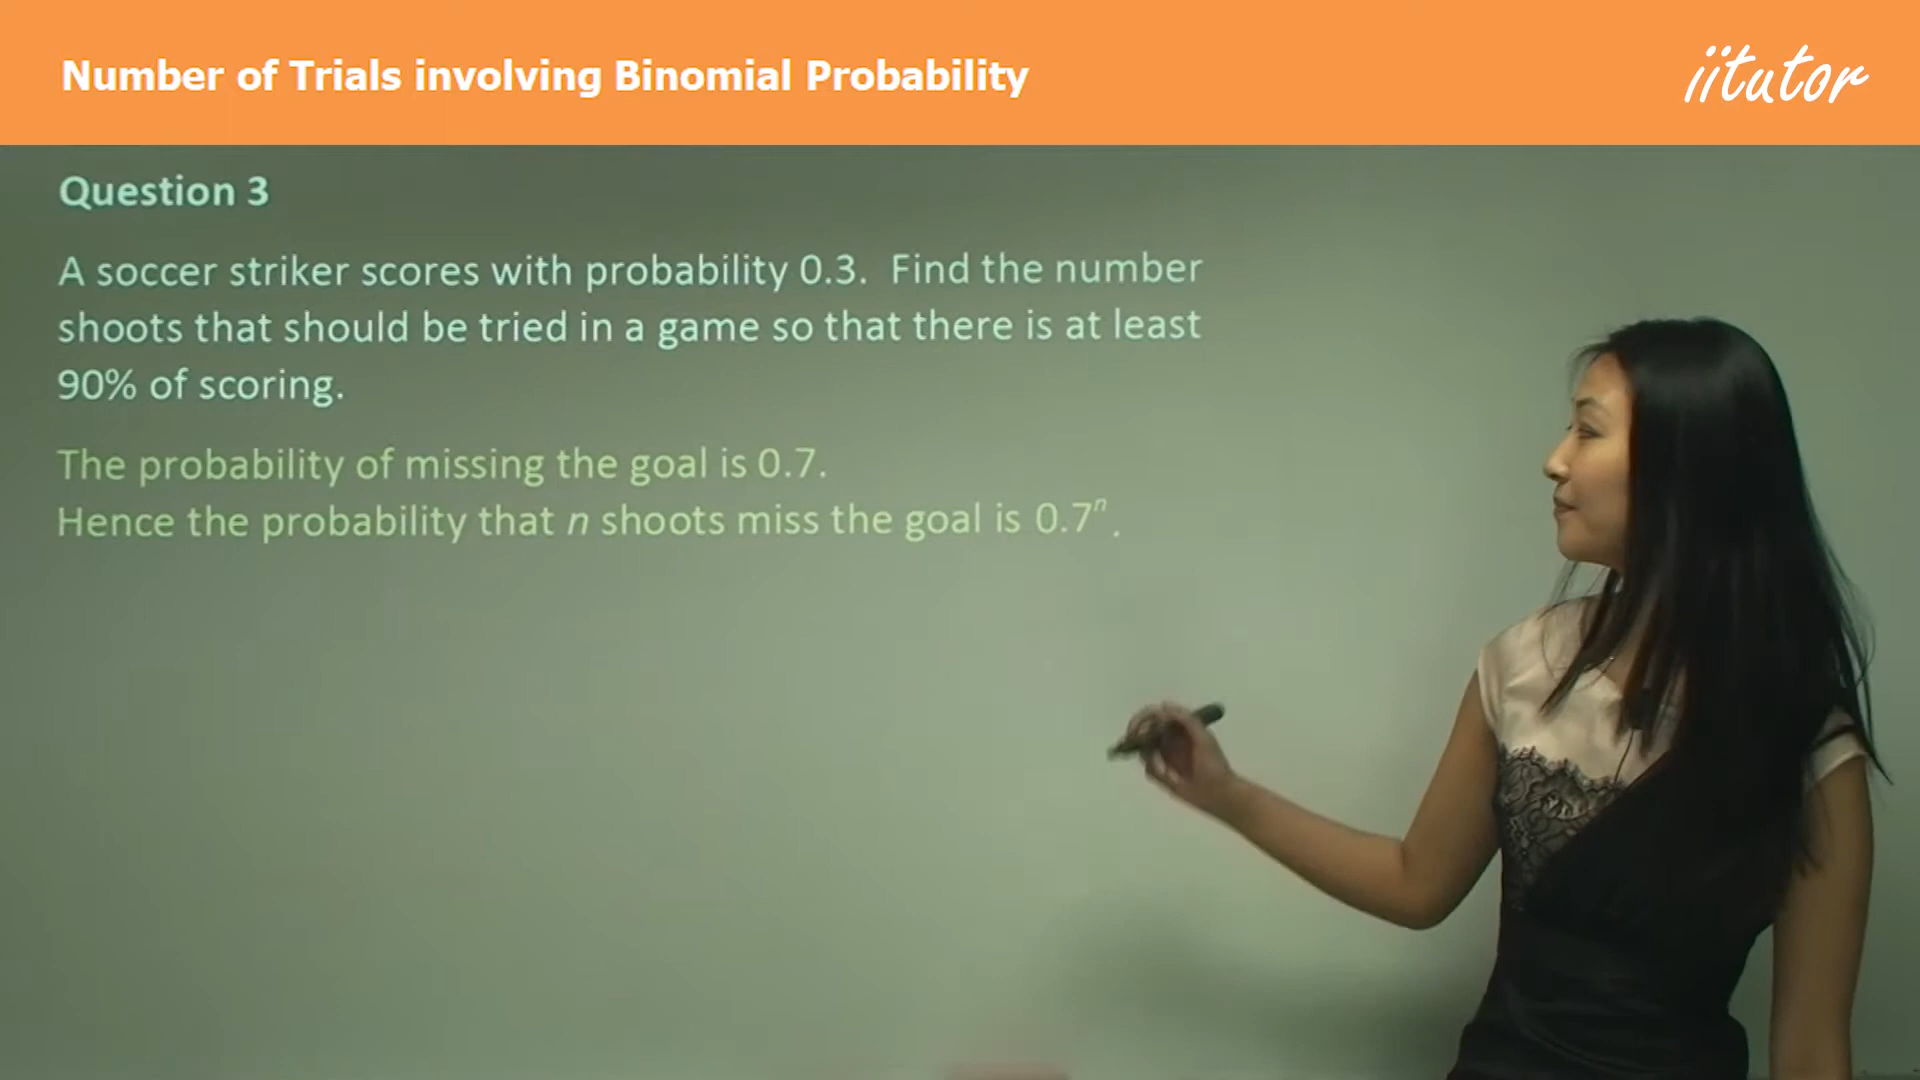 Number of Trials involving Binomial Probability
iitutor
Question 3
A soccer striker scores with probability 0.3. Find the number
shoots that should be tried in a game so that there is at least
90% of scoring.
The probability of missing the goal is 0.7.
Hence the probability that n shoots miss the goal is 0.7ⁿ.